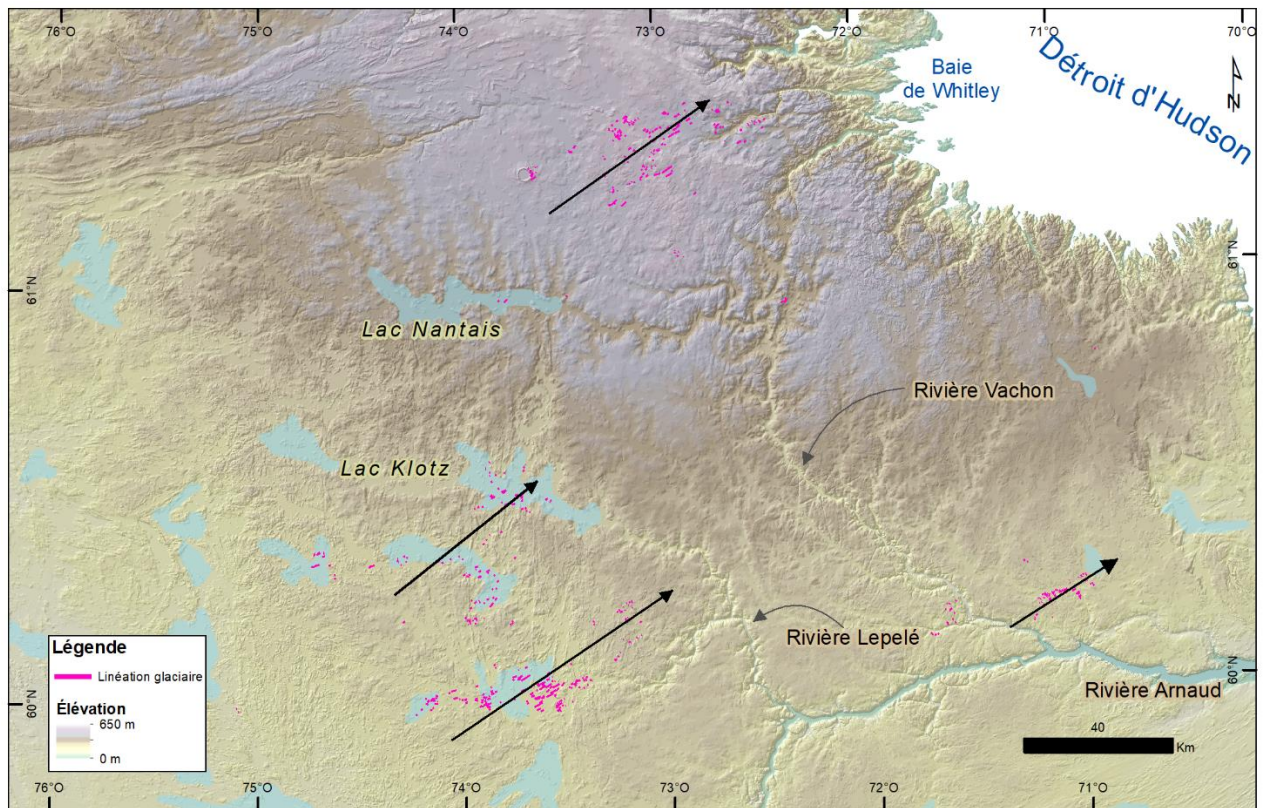 76°O 75°O 74°O 73°O 72°O 71°O 70°O
Détroit d'Hudson
Baie
de Whitley
N
61°N
61°N
Lac Nantais
Rivière Vachon
Lac Klotz
Rivière Lepelé
Légende
Linéation glaciaire
Élévation
650 m
0 m
60°N
60°N
Rivière Arnaud
40
Km
76°O 75°O 74°O 73°O 72°O 71°O